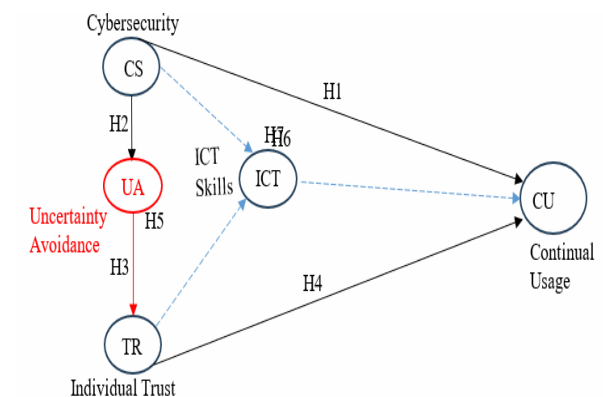 Cybersecurity
CS
H1
H2
H7
H6
ICT
Skills
ICT
UA
CU
Uncertainty
Avoidance
H5
Continual
Usage
H3
H4
TR
Individual Trust